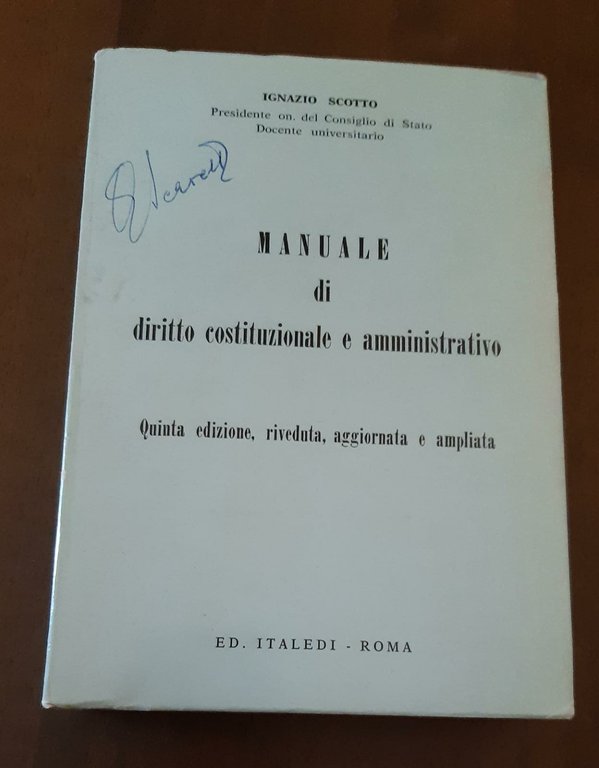 IGNAZIO SCOTTO
Presidente on. del Consiglio di Stato
Docente universitario
MANUALE
di
diritto costituzionale e amministrativo
Quinta edizione, riveduta, aggiornata e ampliata
ED. ITALEDI - ROMA